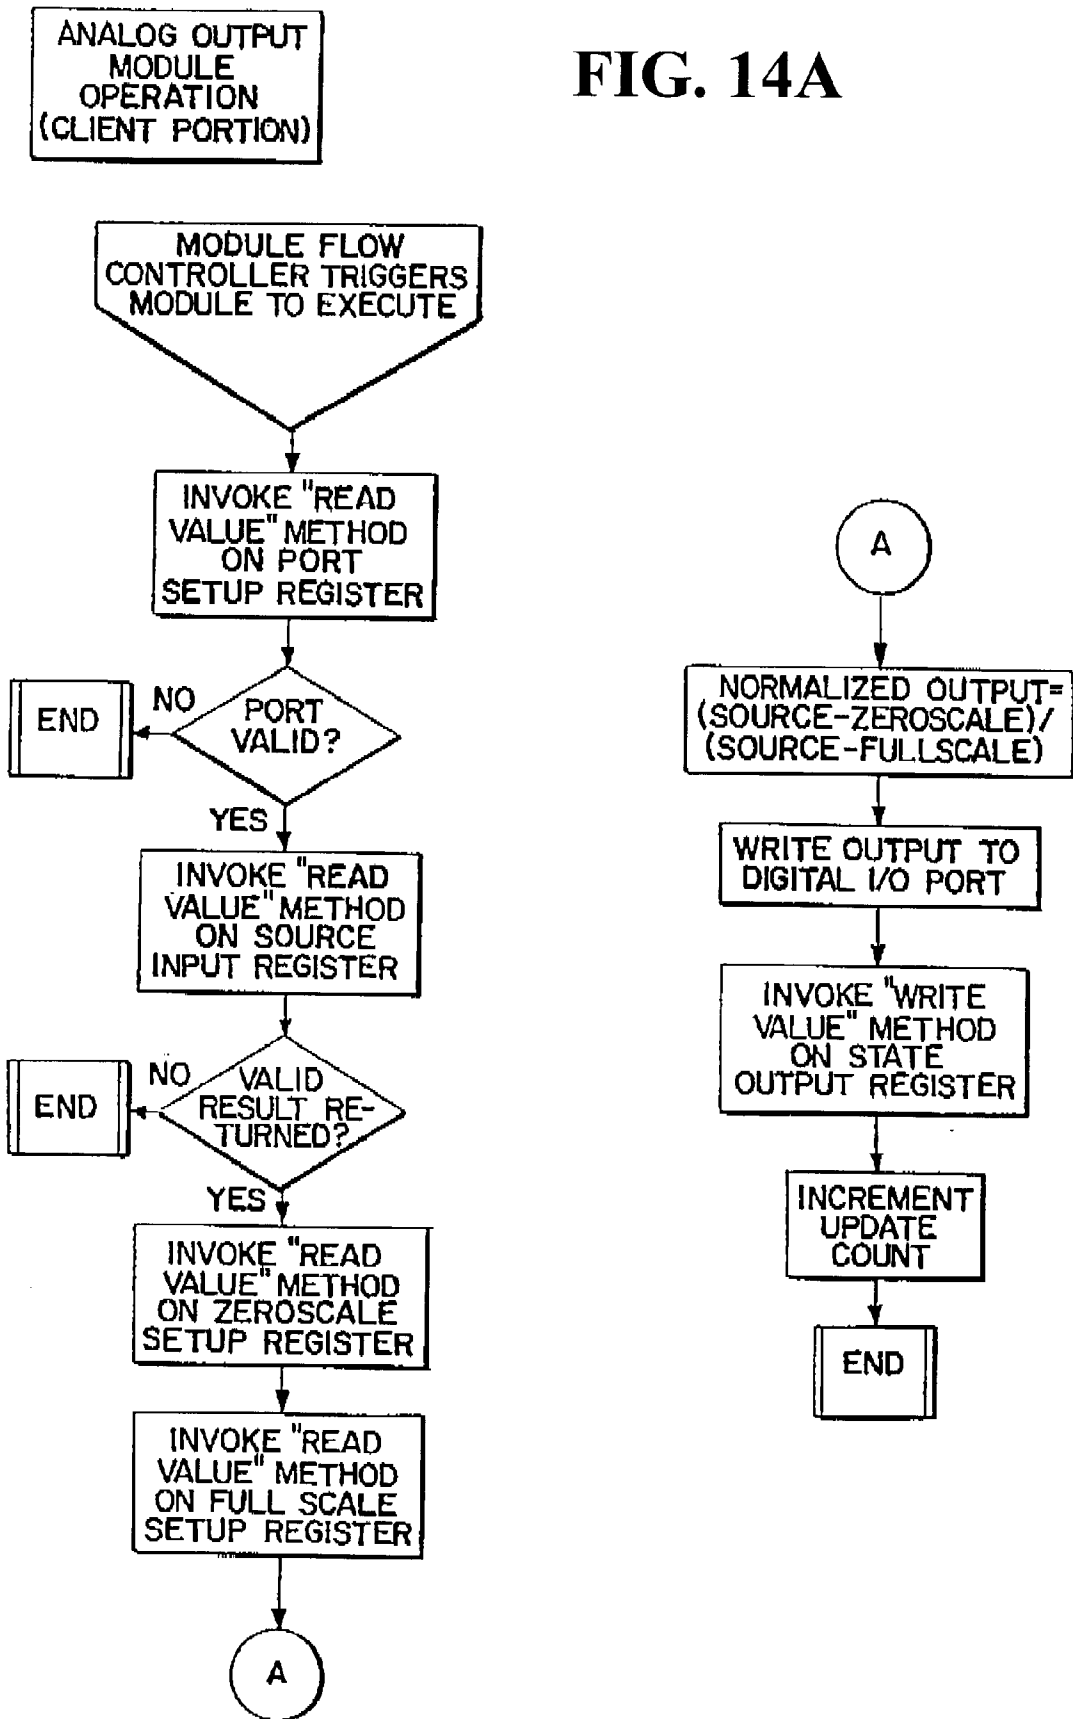 ANALOG OUTPUT
MODULE
OPERATION
(CLIENT PORTION)
FIG. 14A
MODULE FLOW
CONTROLLER TRIGGERS
MODULE TO EXECUTE
INVOKE "READ
VALUE" METHOD
ON PORT
SETUP REGISTER
PORT
VALID?
NO
END
YES
INVOKE "READ
VALUE" METHOD
ON SOURCE
INPUT REGISTER
VALID
RESULT RE-
TURNED?
NO
END
YES
INVOKE "READ
VALUE" METHOD
ON ZEROSCALE
SETUP REGISTER
INVOKE "READ
VALUE" METHOD
ON FULL SCALE
SETUP REGISTER
A
A
NORMALIZED OUTPUT=
(SOURCE-ZEROSCALE)/
(SOURCE-FULLSCALE)
WRITE OUTPUT TO
DIGITAL I/O PORT
INVOKE "WRITE
VALUE" METHOD
ON STATE
OUTPUT REGISTER
INCREMENT
UPDATE
COUNT
END